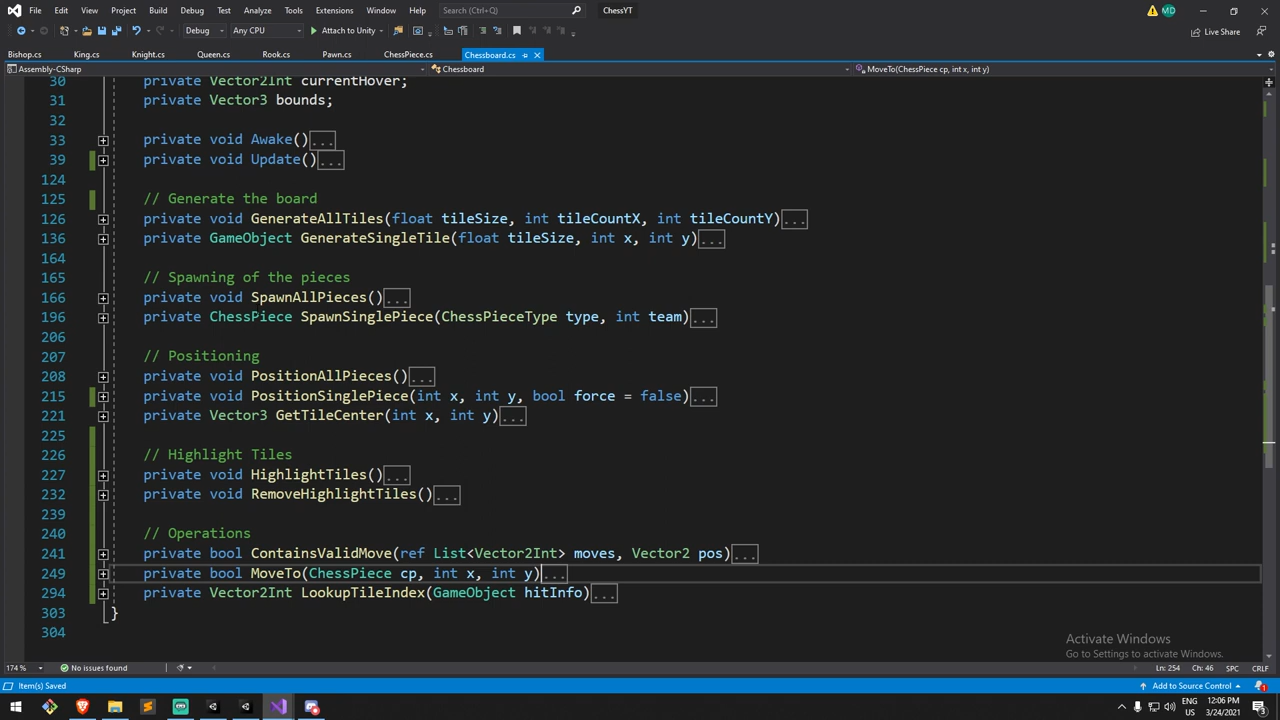 File Edit View Git Project Build Debug Test Analyze Tools Extensions Window Help Search (Ctrl+Q) ChessYT MD
Debug Any CPU Attach to Unity Live Share
Bishop.cs King.cs Knight.cs Queen.cs Rook.cs Pawn.cs ChessPiece.cs Chessboard.cs
Assembly-CSharp Chessboard MoveTo(ChessPiece cp, int x, int y)
30 private Vector2Int currentHover;
31 private Vector3 bounds;
32
33 private void Awake()...
39 private void Update()...
124
125 // Generate the board
126 private void GenerateAllTiles(float tileSize, int tileCountX, int tileCountY)...
136 private GameObject GenerateSingleTile(float tileSize, int x, int y)...
164
165 // Spawning of the pieces
166 private void SpawnAllPieces()...
196 private ChessPiece SpawnSinglePiece(ChessPieceType type, int team)...
206
207 // Positioning
208 private void PositionAllPieces()...
215 private void PositionSinglePiece(int x, int y, bool force = false)...
221 private Vector3 GetTileCenter(int x, int y)...
225
226 // Highlight Tiles
227 private void HighlightTiles()...
232 private void RemoveHighlightTiles()...
239
240 // Operations
241 private bool ContainsValidMove(ref List<Vector2Int> moves, Vector2 pos)...
249 private bool MoveTo(ChessPiece cp, int x, int y)...
294 private Vector2Int LookupTileIndex(GameObject hitInfo)...
303 }
304
Activate Windows
Go to Settings to activate Windows.
174 % No issues found Ln: 254 Ch: 46 SPC CRLF
Item(s) Saved Add to Source Control 1
ENG 12:06 PM
US 3/24/2021 3